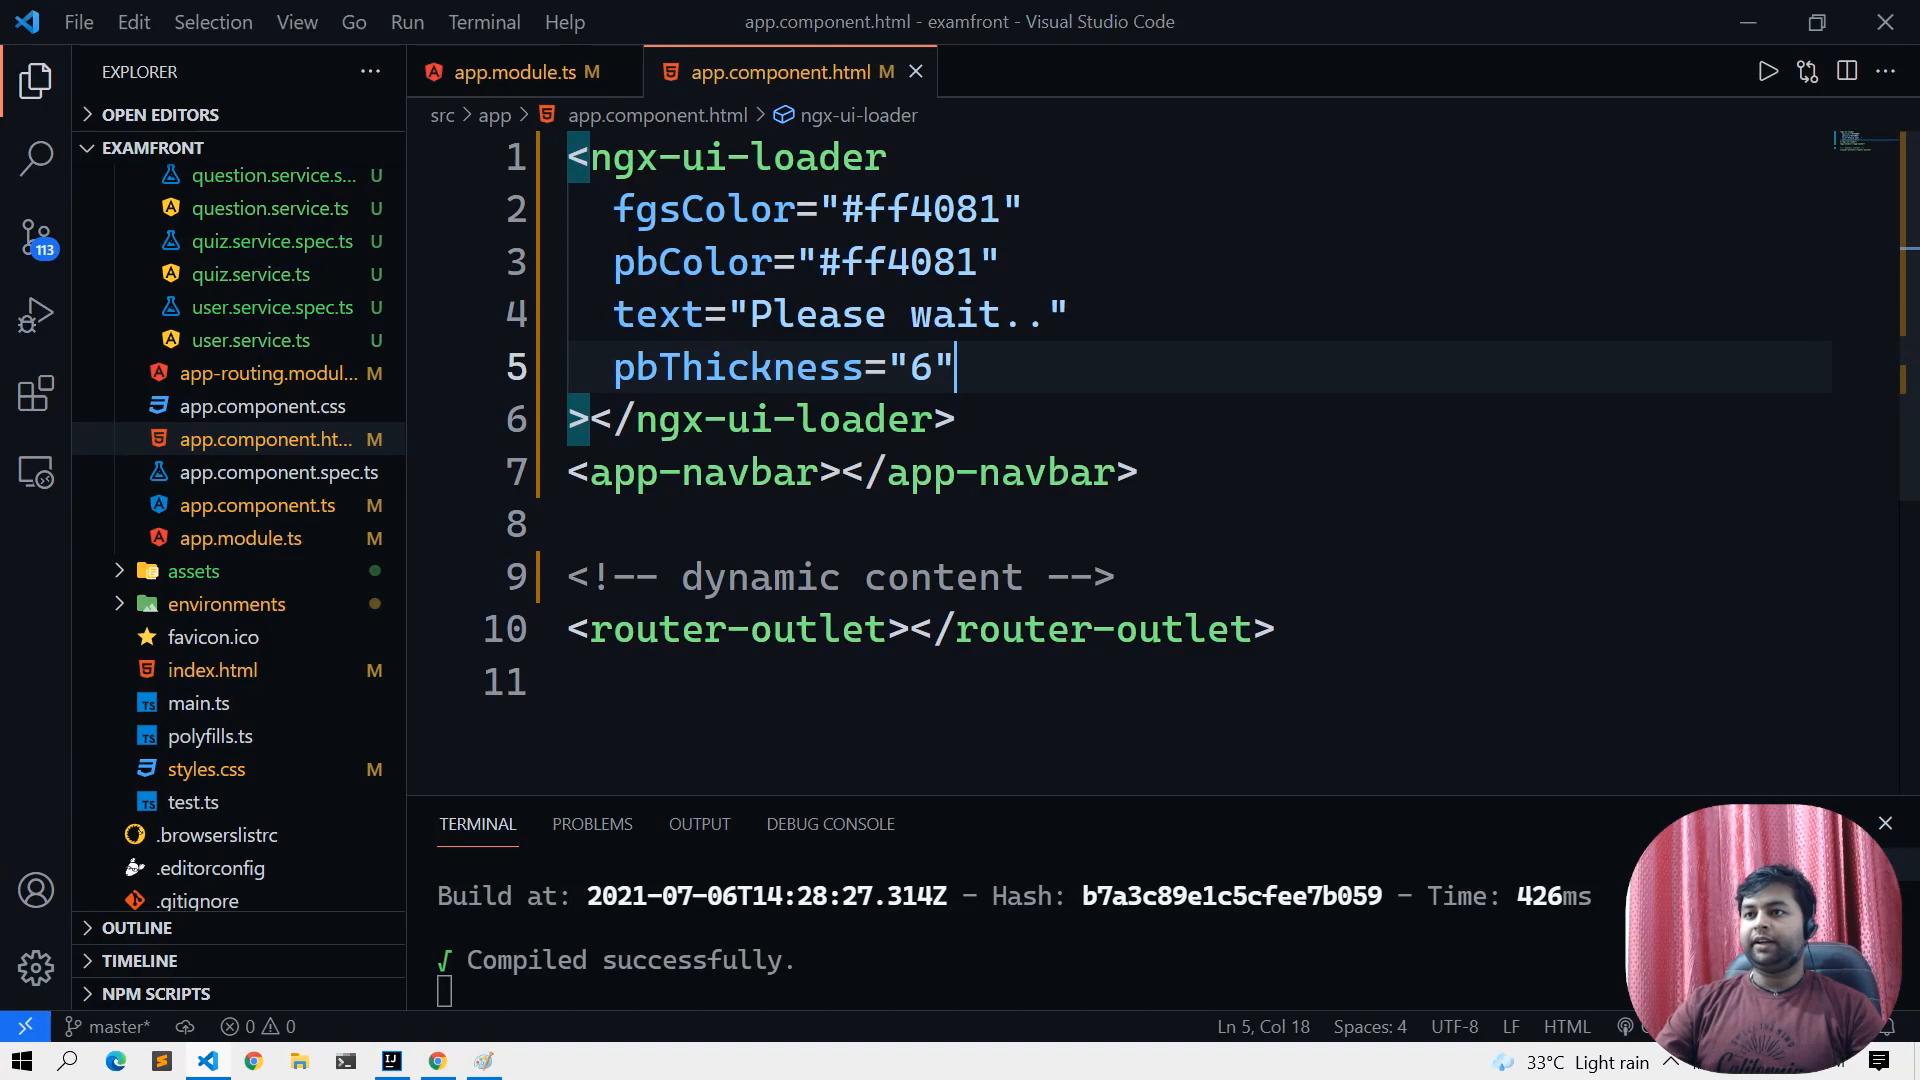 File Edit Selection View Go Run Terminal Help
app.component.html - examfront - Visual Studio Code
EXPLORER
OPEN EDITORS
EXAMFRONT
question.service.s... U
question.service.ts U
quiz.service.spec.ts U
quiz.service.ts U
user.service.spec.ts U
user.service.ts U
app-routing.modul... M
app.component.css
app.component.ht... M
app.component.spec.ts
app.component.ts M
app.module.ts M
assets
environments
favicon.ico
index.html M
main.ts
polyfills.ts
styles.css M
test.ts
.browserslistrc
.editorconfig
.gitignore
OUTLINE
TIMELINE
NPM SCRIPTS
113
app.module.ts M
app.component.html M
src > app > app.component.html > ngx-ui-loader
1 <ngx-ui-loader
2 fgsColor="#ff4081"
3 pbColor="#ff4081"
4 text="Please wait.."
5 pbThickness="6"
6 ></ngx-ui-loader>
7 <app-navbar></app-navbar>
8
9 <!-- dynamic content -->
10 <router-outlet></router-outlet>
11
TERMINAL PROBLEMS OUTPUT DEBUG CONSOLE
Build at: 2021-07-06T14:28:27.314Z - Hash: b7a3c89e1c5cfee7b059 - Time: 426ms
√ Compiled successfully.
master* 0 0
Ln 5, Col 18 Spaces: 4 UTF-8 LF HTML
33°C Light rain